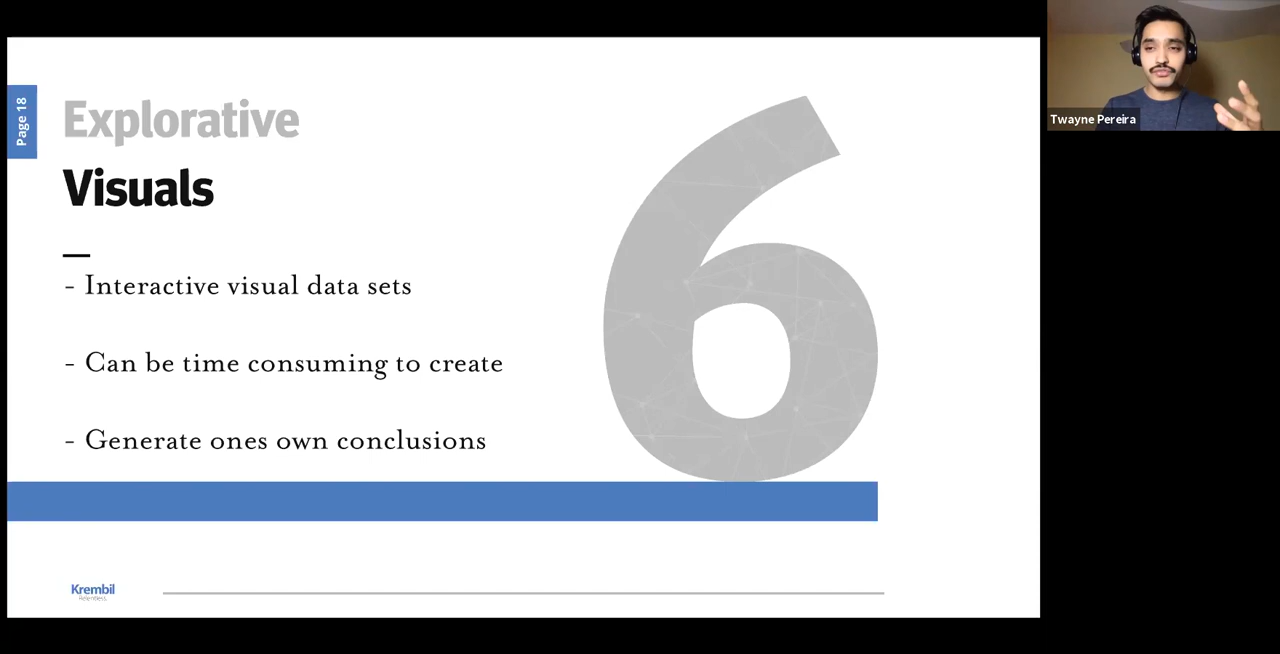 Page 18
Explorative
Visuals
- Interactive visual data sets
- Can be time consuming to create
- Generate ones own conclusions
6
Krembil
Relentless.
Twayne Pereira